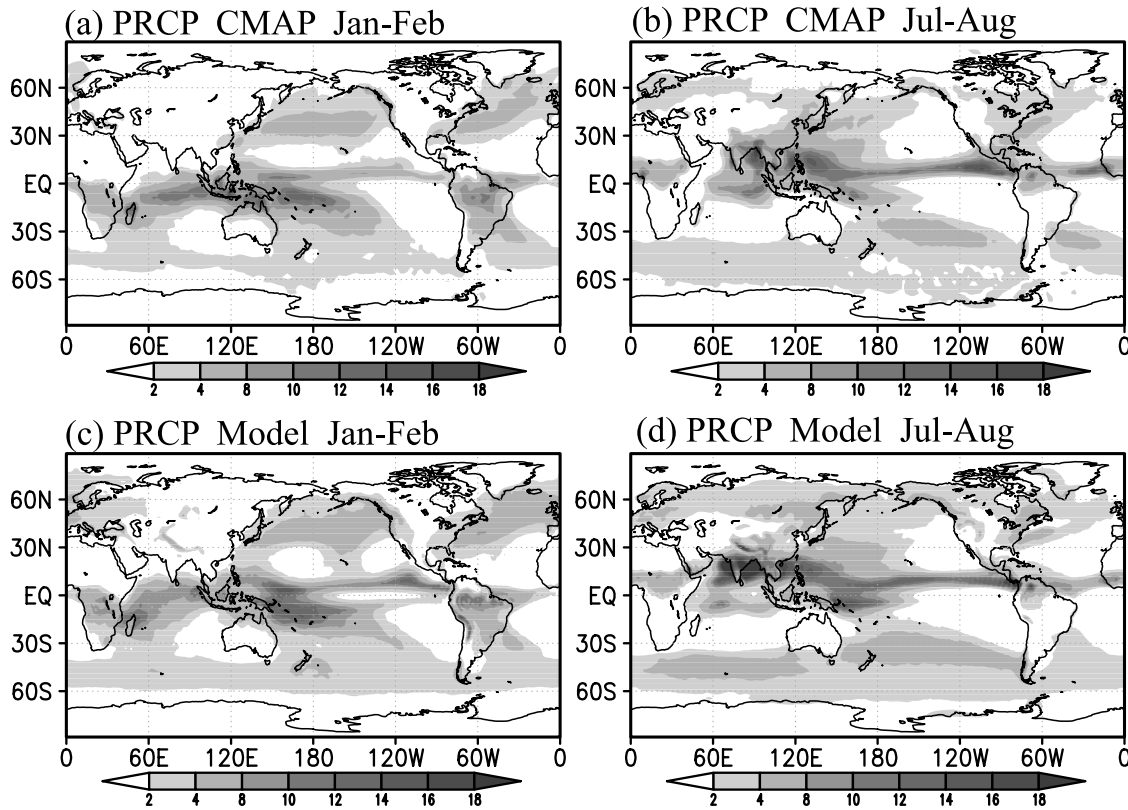 (a) PRCP CMAP Jan-Feb
60N
30N
EQ
30S
60S
0 60E 120E 180 120W 60W 0
2 4 8 10 12 14 16 18
(b) PRCP CMAP Jul-Aug
60N
30N
EQ
30S
60S
0 60E 120E 180 120W 60W 0
2 4 8 10 12 14 16 18
(c) PRCP Model Jan-Feb
60N
30N
EQ
30S
60S
0 60E 120E 180 120W 60W 0
2 4 8 10 12 14 16 18
(d) PRCP Model Jul-Aug
60N
30N
EQ
30S
60S
0 60E 120E 180 120W 60W 0
2 4 8 10 12 14 16 18